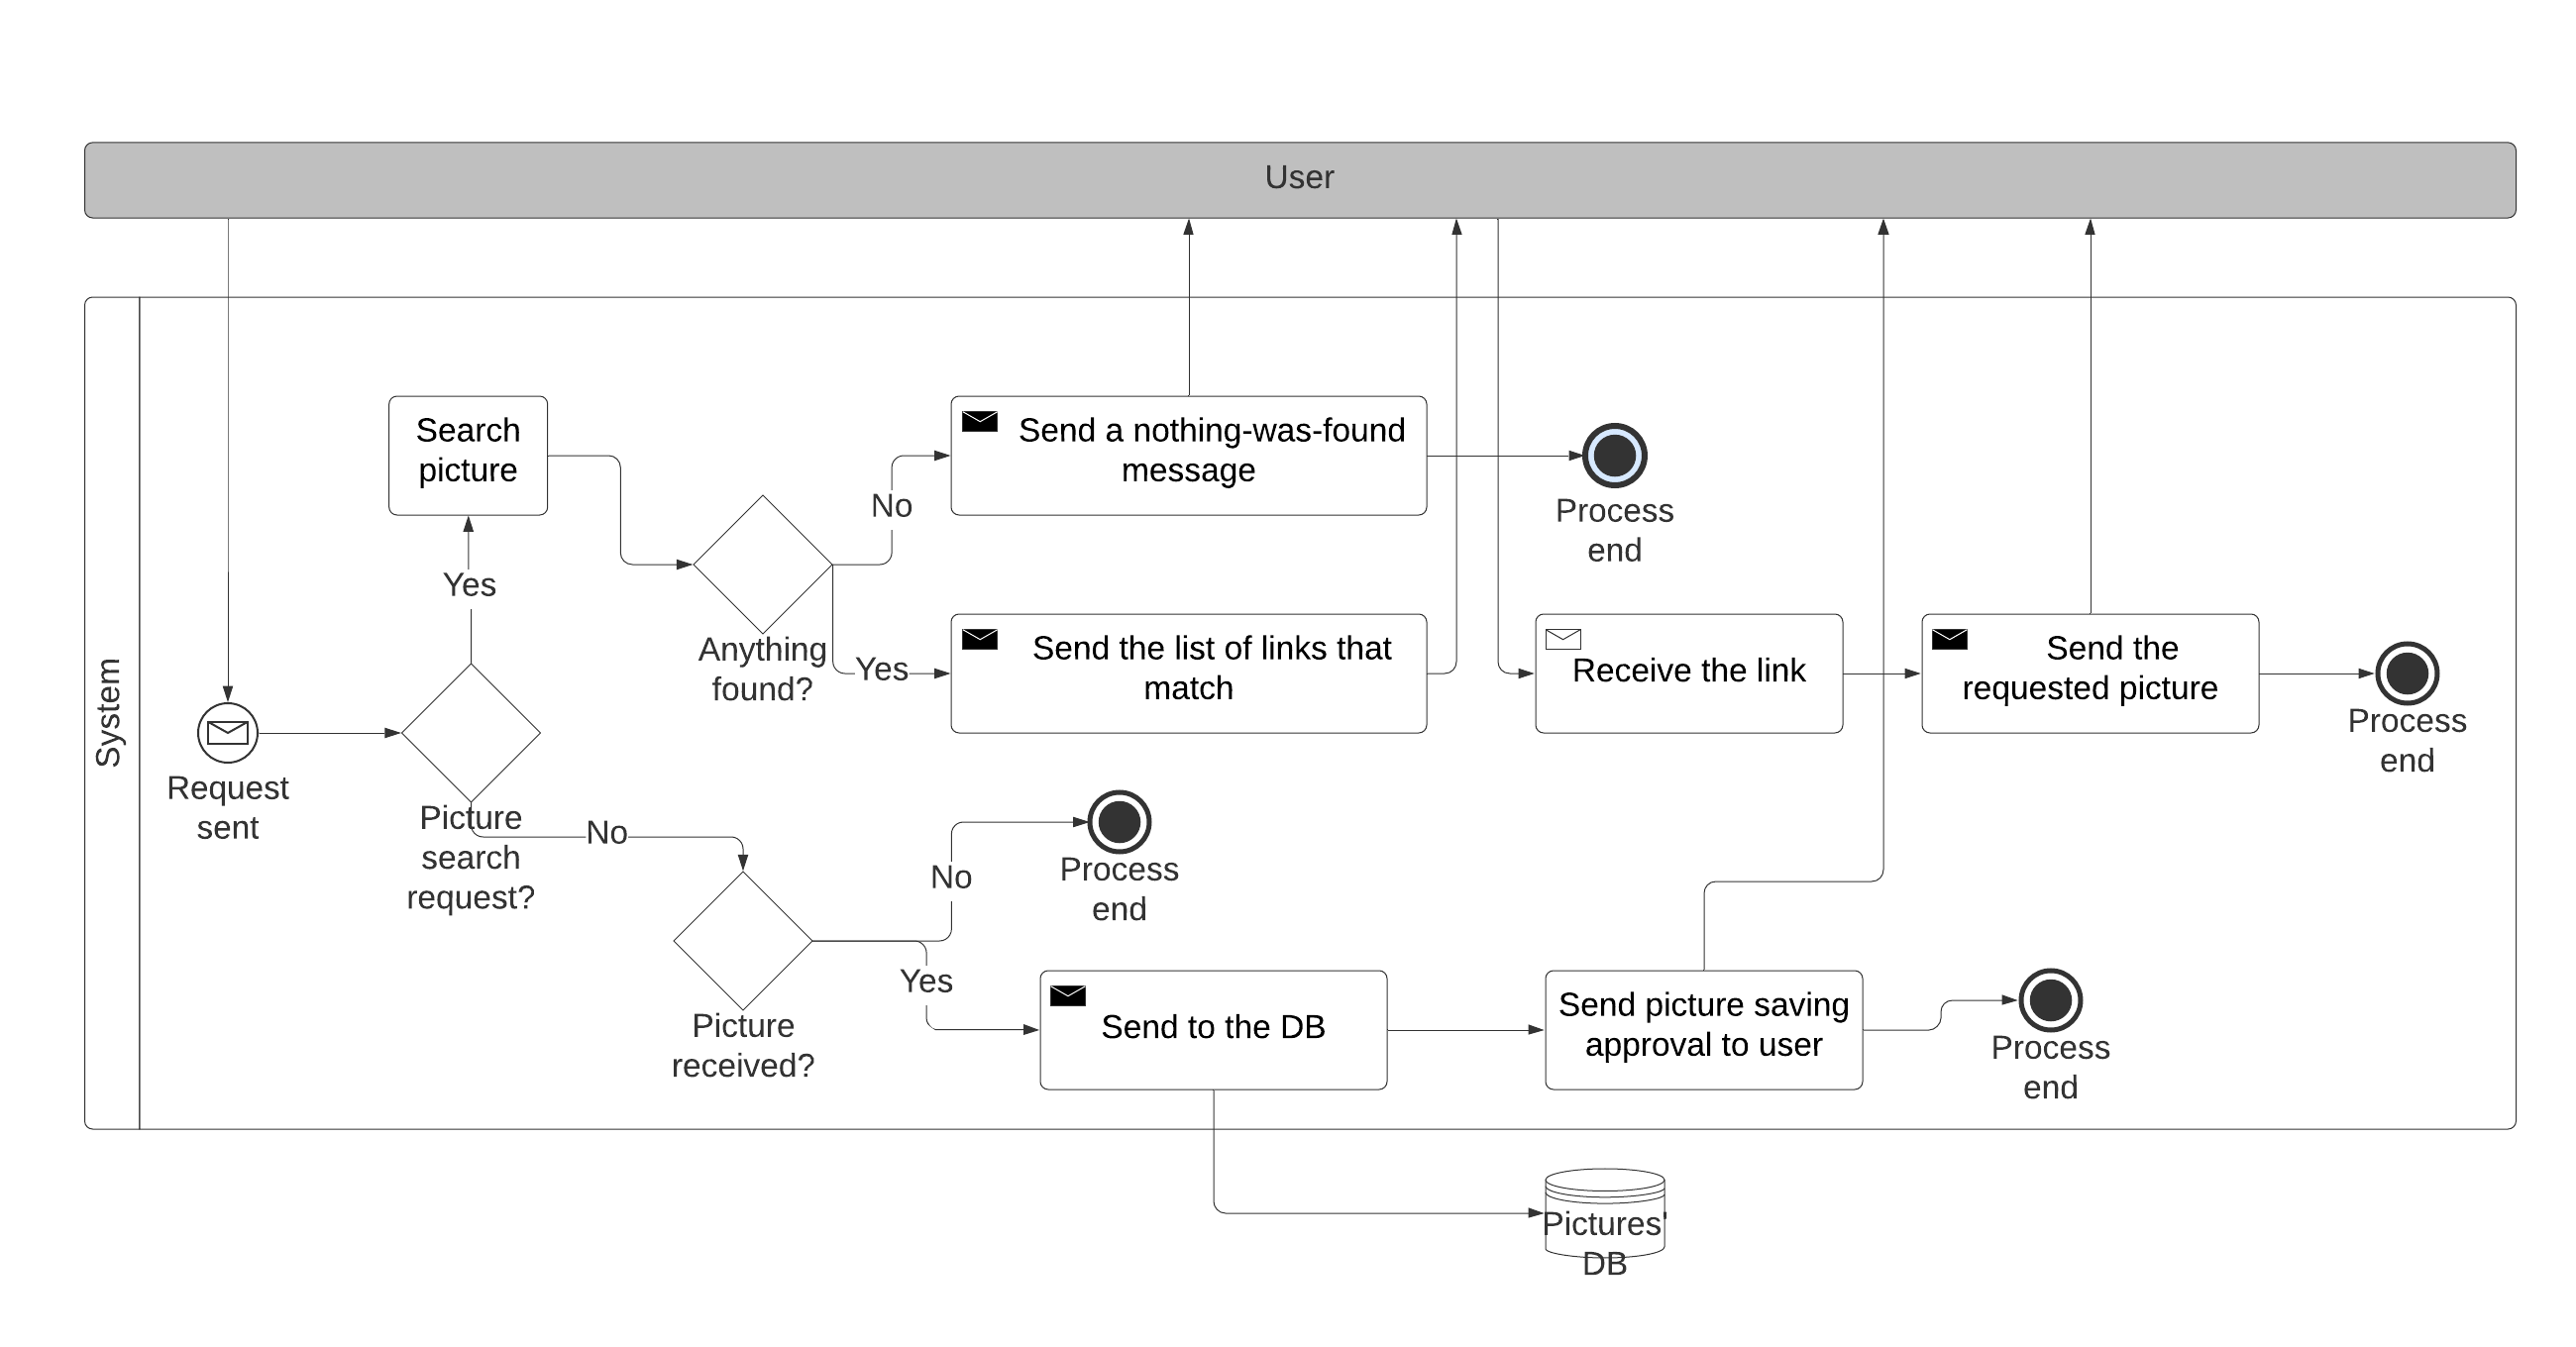 User
System
Search
picture
Send a nothing-was-found
message
No
Process
end
Yes
Anything
found?
Yes
Send the list of links that
match
Receive the link
Send the
requested picture
Process
end
Request
sent
Picture
search
request?
No
No
Process
end
Yes
Picture
received?
Send to the DB
Send picture saving
approval to user
Process
end
Pictures'
DB